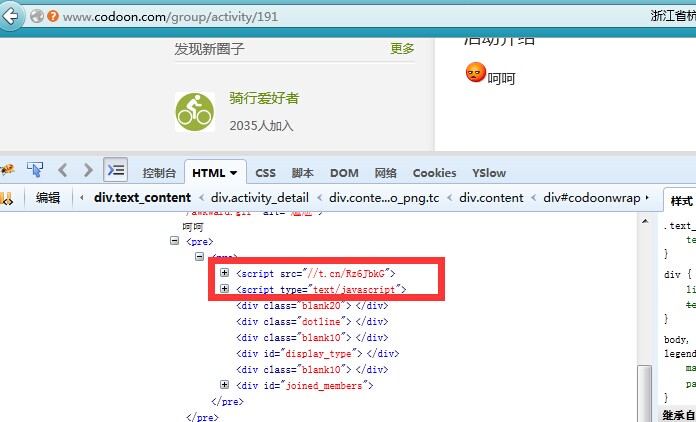 www.codoon.com/group/activity/191 浙江省杭
发现新圈子 更多
活动介绍
呵呵
骑行爱好者
2035人加入
控制台 HTML CSS 脚本 DOM 网络 Cookies YSlow
编辑 div.text_content div.activity_detail div.conte...o_png.tc div.content div#codoonwrap 样式
呵呵
<pre>
<pre>
<script src="//t.cn/Rz6JbkG">
<script type="text/javascript">
<div class="blank20"> </div>
<div class="dotline"> </div>
<div class="blank10"> </div>
<div id="display_type"> </div>
<div class="blank10"> </div>
<div id="joined_members">
</pre>
</pre>
.text_
te
}
div {
li
te
}
body,
legend
ma
pa
继承自